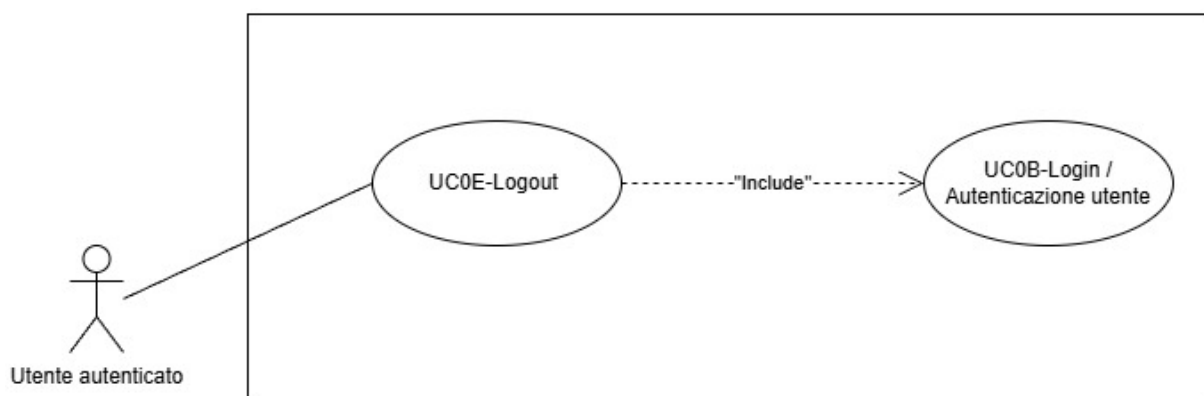 UC0E-Logout
"Include"
UC0B-Login /
Autenticazione utente
Utente autenticato